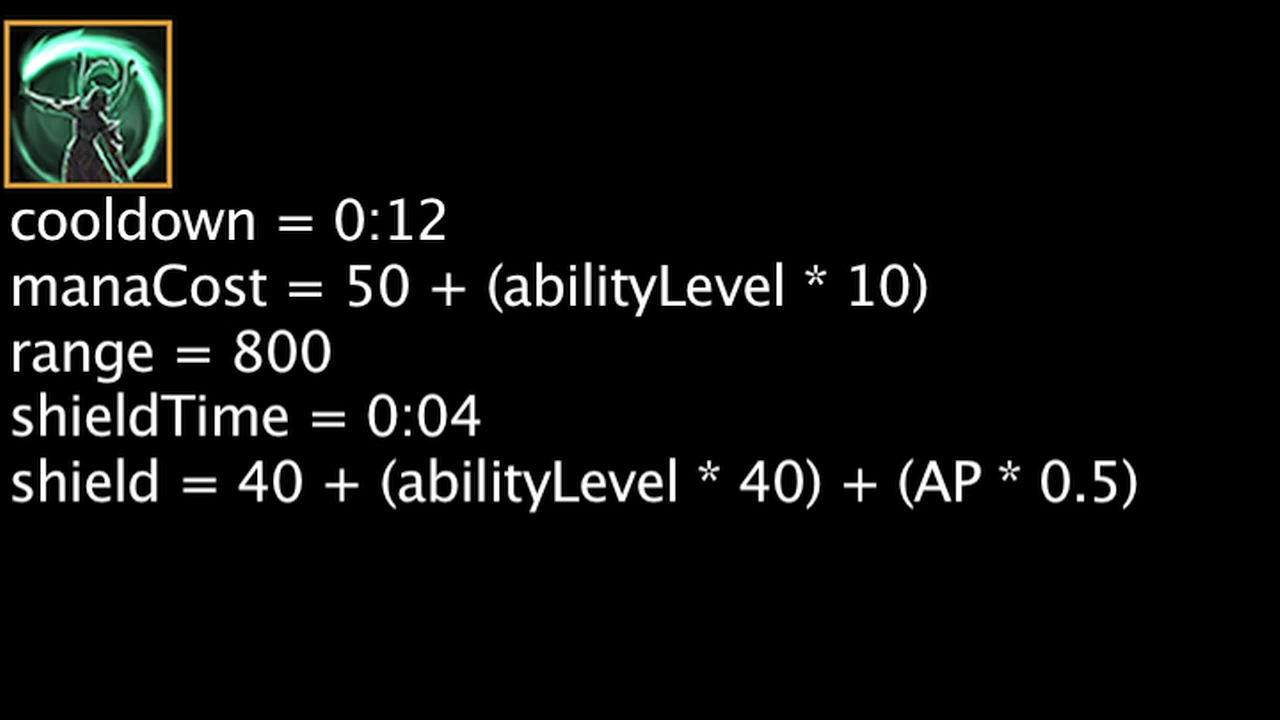 cooldown = 0:12
manaCost = 50 + (abilityLevel * 10)
range = 800
shieldTime = 0:04
shield = 40 + (abilityLevel * 40) + (AP * 0.5)